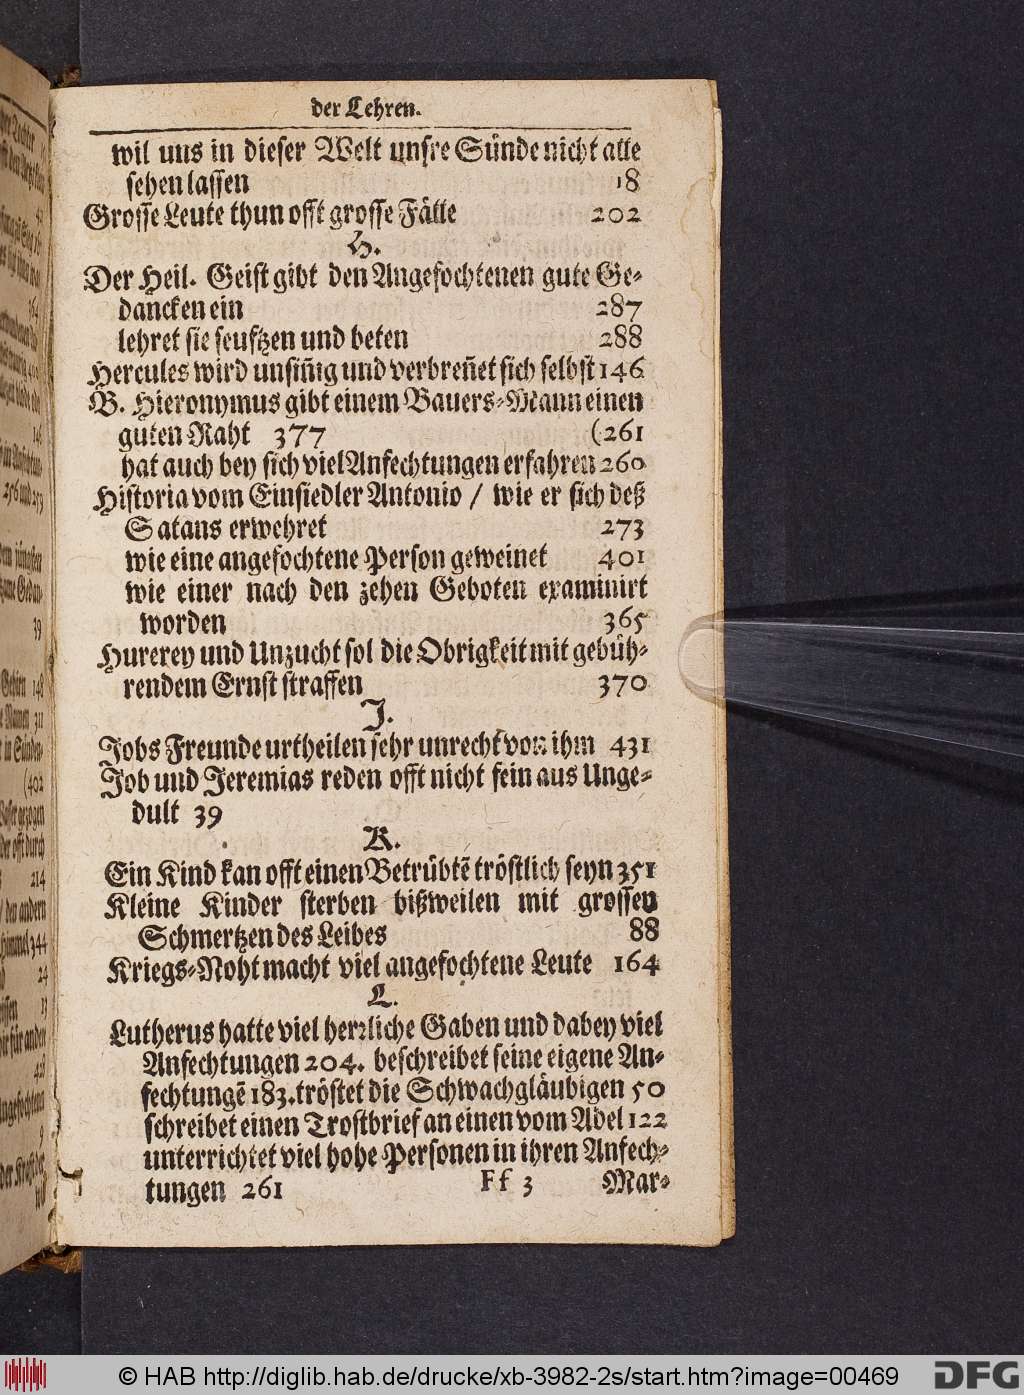 der Lehren.
wil uns in dieser Welt unsre Sünde nicht alle
sehen lassen 18
Grosse Leute thun offt grosse Fälle 202
H.
Der Heil. Geist gibt den Angefochtenen gute Ge-
dancken ein 287
lehret sie seufftzen und beten 288
Hercules wird unsiñig und verbreñet sich selbst 146
B. Hieronymus gibt einem Bauers-Mann einen
guten Raht 377 (261
hat auch bey sich viel Anfechtungen erfahren 260
Historia vom Einsiedler Antonio / wie er sich deß
Satans erwehret 273
wie eine angefochtene Person geweinet 401
wie einer nach den zehen Geboten examinirt
worden 365
Hurerey und Unzucht sol die Obrigkeit mit gebüh-
rendem Ernst straffen 370
J.
Jobs Freunde urtheilen sehr unrecht von ihm 431
Job und Jeremias reden offt nicht fein aus Unge-
dult 39
K.
Ein Kind kan offt einen Betrübtẽ tröstlich seyn 351
Kleine Kinder sterben bißweilen mit grossen
Schmertzen des Leibes 88
Kriegs-Noht macht viel angefochtene Leute 164
L.
Lutherus hatte viel herrliche Gaben und dabey viel
Anfechtungen 204. beschreibet seine eigene An-
fechtungẽ 183. tröstet die Schwachgläubigen 50
schreibet einen Trostbrief an einen vom Adel 122
unterrichtet viel hohe Personen in ihren Anfech-
tungen 261 Ff 3 Mar-
© HAB http://diglib.hab.de/drucke/xb-3982-2s/start.htm?image=00469
DFG